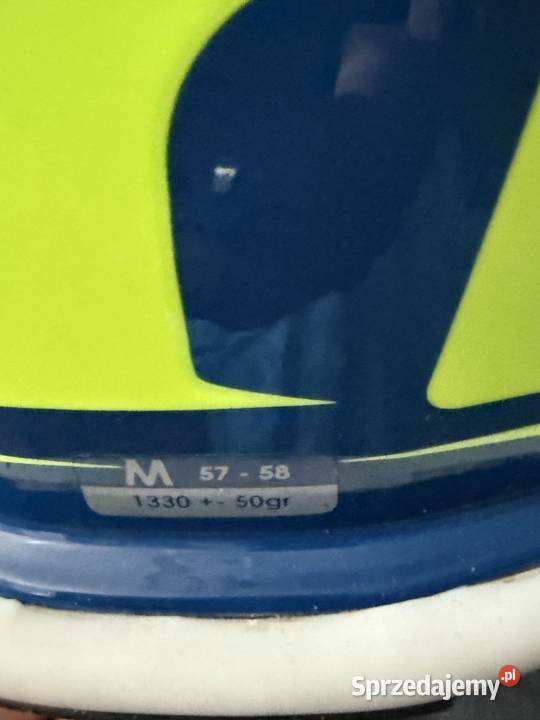 M 57 - 58
1330 +- 50gr
Sprzedajemy.pl